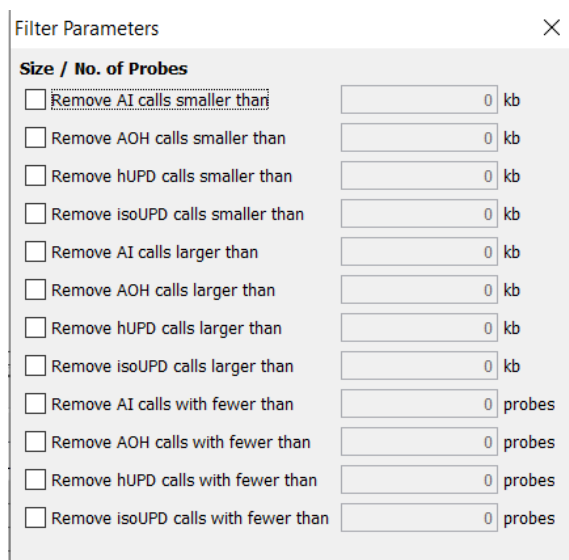 Filter Parameters
Size / No. of Probes
Remove AI calls smaller than 0 kb
Remove AOH calls smaller than 0 kb
Remove hUPD calls smaller than 0 kb
Remove isoUPD calls smaller than 0 kb
Remove AI calls larger than 0 kb
Remove AOH calls larger than 0 kb
Remove hUPD calls larger than 0 kb
Remove isoUPD calls larger than 0 kb
Remove AI calls with fewer than 0 probes
Remove AOH calls with fewer than 0 probes
Remove hUPD calls with fewer than 0 probes
Remove isoUPD calls with fewer than 0 probes